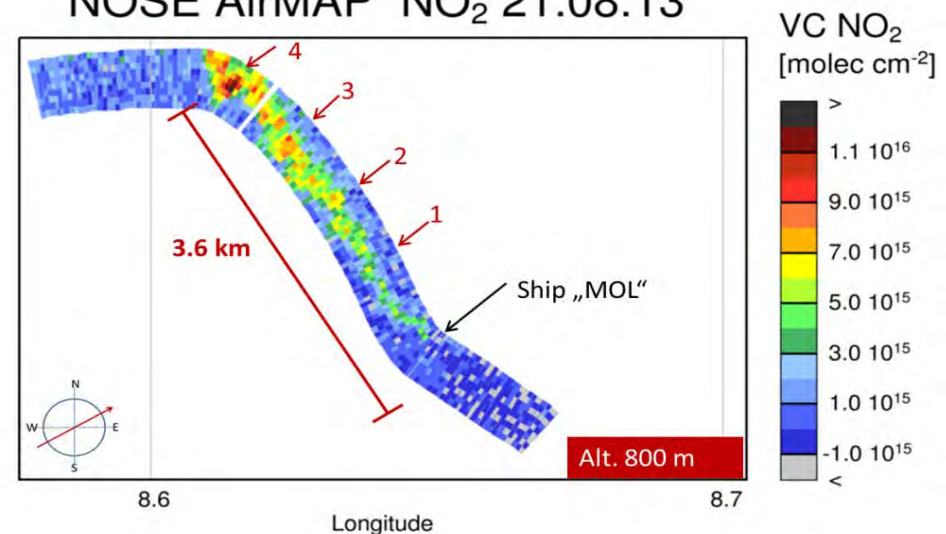 NOSE AirMAP NO₂ 21.08.13
VC NO₂
[molec cm⁻²]
>
1.1 10¹⁶
9.0 10¹⁵
7.0 10¹⁵
5.0 10¹⁵
3.0 10¹⁵
1.0 10¹⁵
-1.0 10¹⁵
<
4
3
2
1
3.6 km
Ship „MOL“
N
W E
S
Alt. 800 m
8.6 8.7
Longitude